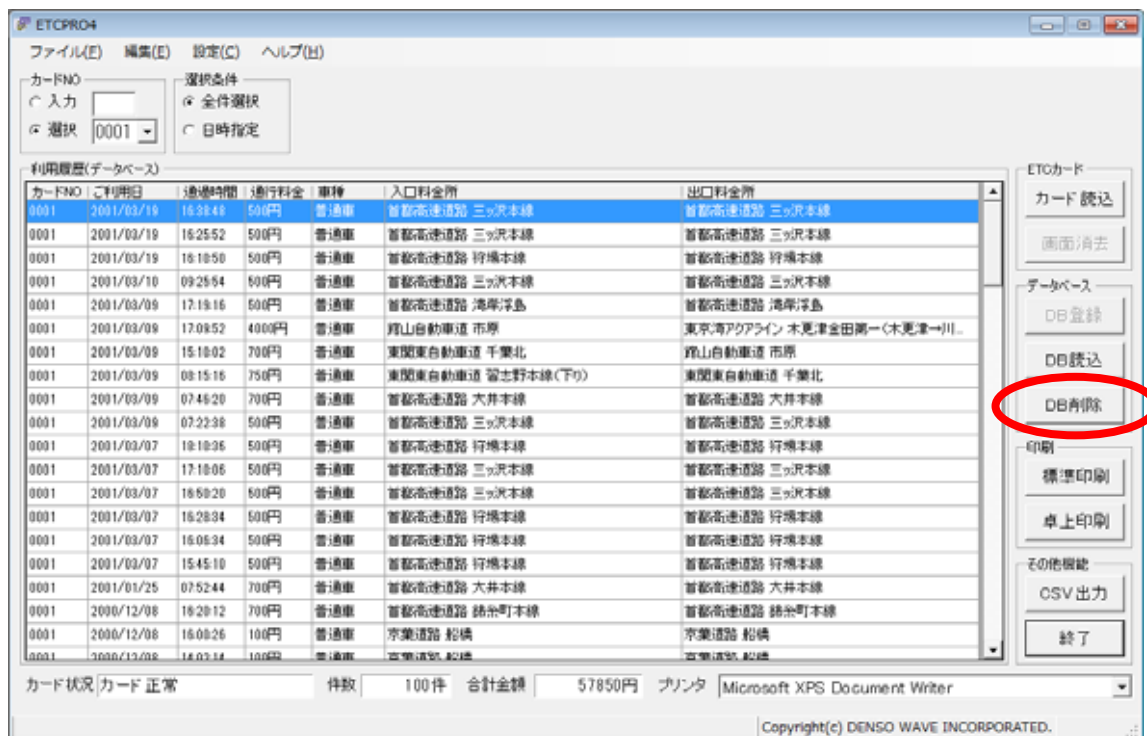 ETCPRO4
ファイル(F) 編集(E) 設定(C) ヘルプ(H)
カードNO 選択条件
入力 全件選択
選択 0001 日時指定
利用履歴(データベース) ETCカード
カードNO ご利用日 通過時間 通行料金 車種 入口料金所 出口料金所
カード読込
0001 2001/03/19 16:38:48 500円 普通車 首都高速道路 三ッ沢本線 首都高速道路 三ッ沢本線
0001 2001/03/19 16:25:52 500円 普通車 首都高速道路 三ッ沢本線 首都高速道路 三ッ沢本線
画面消去
0001 2001/03/19 16:10:50 500円 普通車 首都高速道路 狩場本線 首都高速道路 狩場本線
0001 2001/03/10 09:25:54 500円 普通車 首都高速道路 三ッ沢本線 首都高速道路 三ッ沢本線
データベース
0001 2001/03/09 17:19:16 500円 普通車 首都高速道路 湾岸浮島 首都高速道路 湾岸浮島
DB登録
0001 2001/03/09 17:09:52 4000円 普通車 館山自動車道 市原 東京湾アクアライン 木更津金田第一(木更津→川...
0001 2001/03/09 15:10:02 700円 普通車 東関東自動車道 千葉北 館山自動車道 市原
DB読込
0001 2001/03/09 08:15:16 750円 普通車 東関東自動車道 習志野本線(下り) 東関東自動車道 千葉北
0001 2001/03/09 07:46:20 700円 普通車 首都高速道路 大井本線 首都高速道路 大井本線
DB削除
0001 2001/03/09 07:22:38 500円 普通車 首都高速道路 三ッ沢本線 首都高速道路 三ッ沢本線
0001 2001/03/07 18:18:36 500円 普通車 首都高速道路 狩場本線 首都高速道路 狩場本線
印刷
0001 2001/03/07 17:18:06 500円 普通車 首都高速道路 三ッ沢本線 首都高速道路 三ッ沢本線
標準印刷
0001 2001/03/07 16:50:20 500円 普通車 首都高速道路 三ッ沢本線 首都高速道路 三ッ沢本線
0001 2001/03/07 16:28:34 500円 普通車 首都高速道路 狩場本線 首都高速道路 狩場本線
卓上印刷
0001 2001/03/07 16:06:34 500円 普通車 首都高速道路 狩場本線 首都高速道路 狩場本線
0001 2001/03/07 15:45:10 500円 普通車 首都高速道路 狩場本線 首都高速道路 狩場本線
その他機能
0001 2001/01/25 07:52:44 700円 普通車 首都高速道路 大井本線 首都高速道路 大井本線
CSV出力
0001 2000/12/08 16:20:12 700円 普通車 首都高速道路 錦糸町本線 首都高速道路 錦糸町本線
0001 2000/12/08 16:00:26 100円 普通車 京葉道路 船橋 京葉道路 船橋
終了
0001 2000/12/08 14:02:14 100円 普通車 京葉道路 船橋 京葉道路 船橋
カード状況 カード正常 件数 100件 合計金額 57850円 プリンタ Microsoft XPS Document Writer
Copyright(c) DENSO WAVE INCORPORATED.